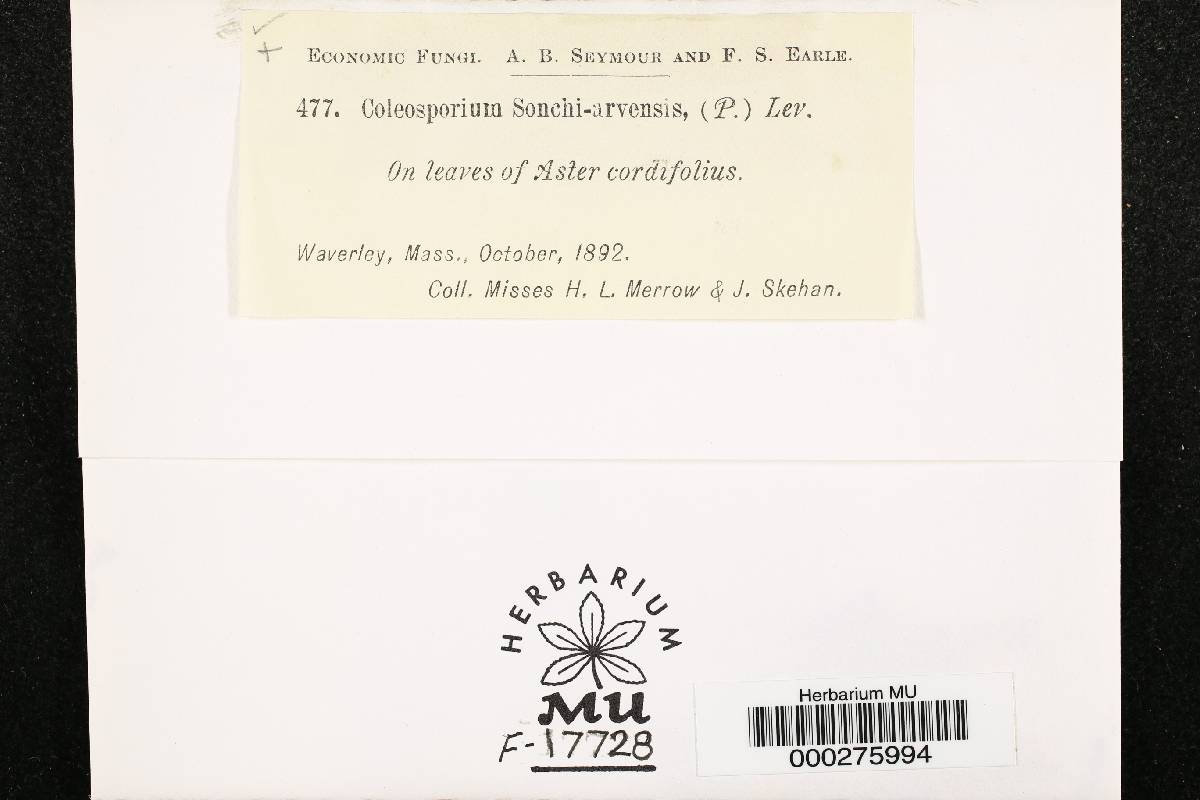 ECONOMIC FUNGI. A. B. SEYMOUR AND F. S. EARLE.
477. Coleosporium Sonchi-arvensis, (P.) Lev.
On leaves of Aster cordifolius.
Waverley, Mass., October, 1892.
Coll. Misses H. L. Merrow & J. Skehan.
HERBARIUM
MU
F-17728
Herbarium MU
000275994